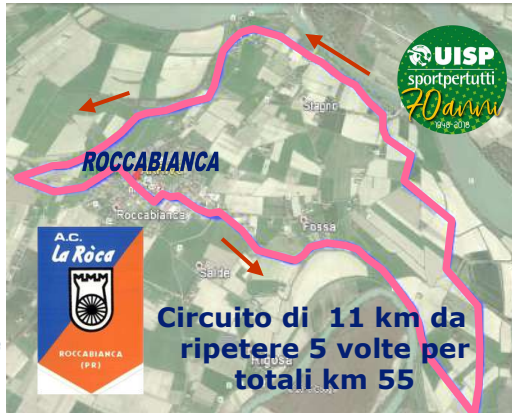 UISP
sportpertutti
70anni
1948-2018
Stagno
ROCCABIANCA
Roccabianca
Fossa
Salde
A.C.
La Ròca
ROCCABIANCA
(PR)
Circuito di 11 km da
ripetere 5 volte per
totali km 55
Rigosa